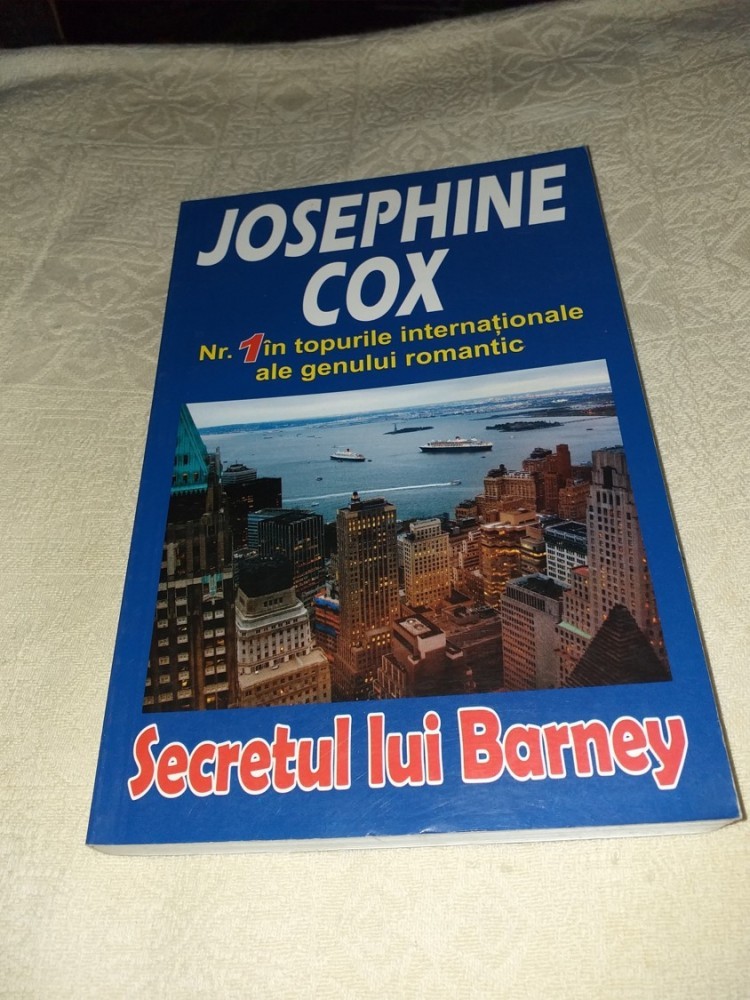 JOSEPHINE
COX
Nr. 1 în topurile internaționale
ale genului romantic
Secretul lui Barney